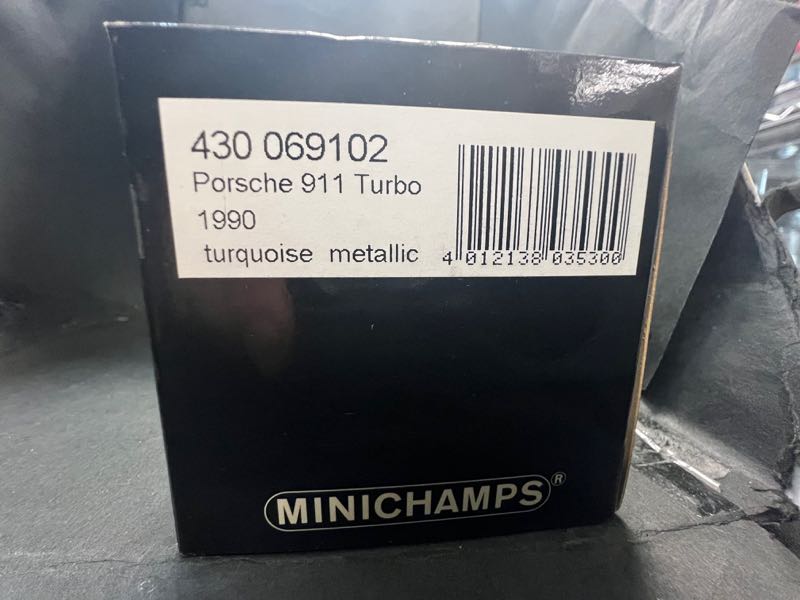 430 069102
Porsche 911 Turbo
1990
turquoise metallic
4 012138 035300
MINICHAMPS®